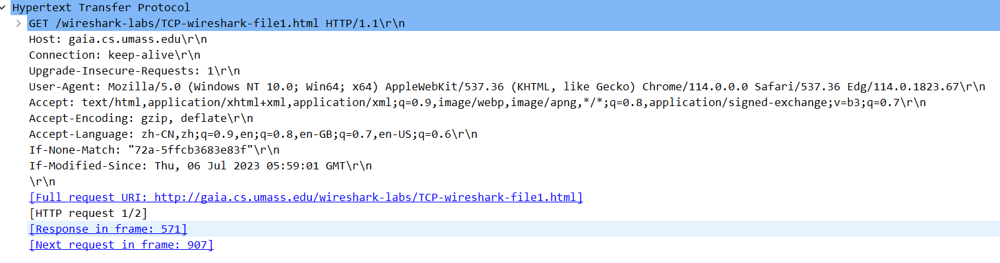 Hypertext Transfer Protocol
GET /wireshark-labs/TCP-wireshark-file1.html HTTP/1.1\r\n
Host: gaia.cs.umass.edu\r\n
Connection: keep-alive\r\n
Upgrade-Insecure-Requests: 1\r\n
User-Agent: Mozilla/5.0 (Windows NT 10.0; Win64; x64) AppleWebKit/537.36 (KHTML, like Gecko) Chrome/114.0.0.0 Safari/537.36 Edg/114.0.1823.67\r\n
Accept: text/html,application/xhtml+xml,application/xml;q=0.9,image/webp,image/apng,*/*;q=0.8,application/signed-exchange;v=b3;q=0.7\r\n
Accept-Encoding: gzip, deflate\r\n
Accept-Language: zh-CN,zh;q=0.9,en;q=0.8,en-GB;q=0.7,en-US;q=0.6\r\n
If-None-Match: "72a-5ffcb3683e83f"\r\n
If-Modified-Since: Thu, 06 Jul 2023 05:59:01 GMT\r\n
\r\n
[Full request URI: http://gaia.cs.umass.edu/wireshark-labs/TCP-wireshark-file1.html]
[HTTP request 1/2]
[Response in frame: 571]
[Next request in frame: 907]